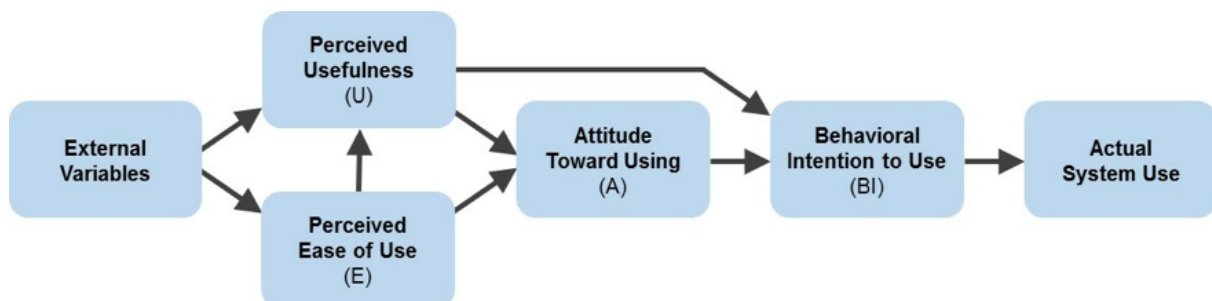 External
Variables
Perceived
Usefulness
(U)
Perceived
Ease of Use
(E)
Attitude
Toward Using
(A)
Behavioral
Intention to Use
(BI)
Actual
System Use